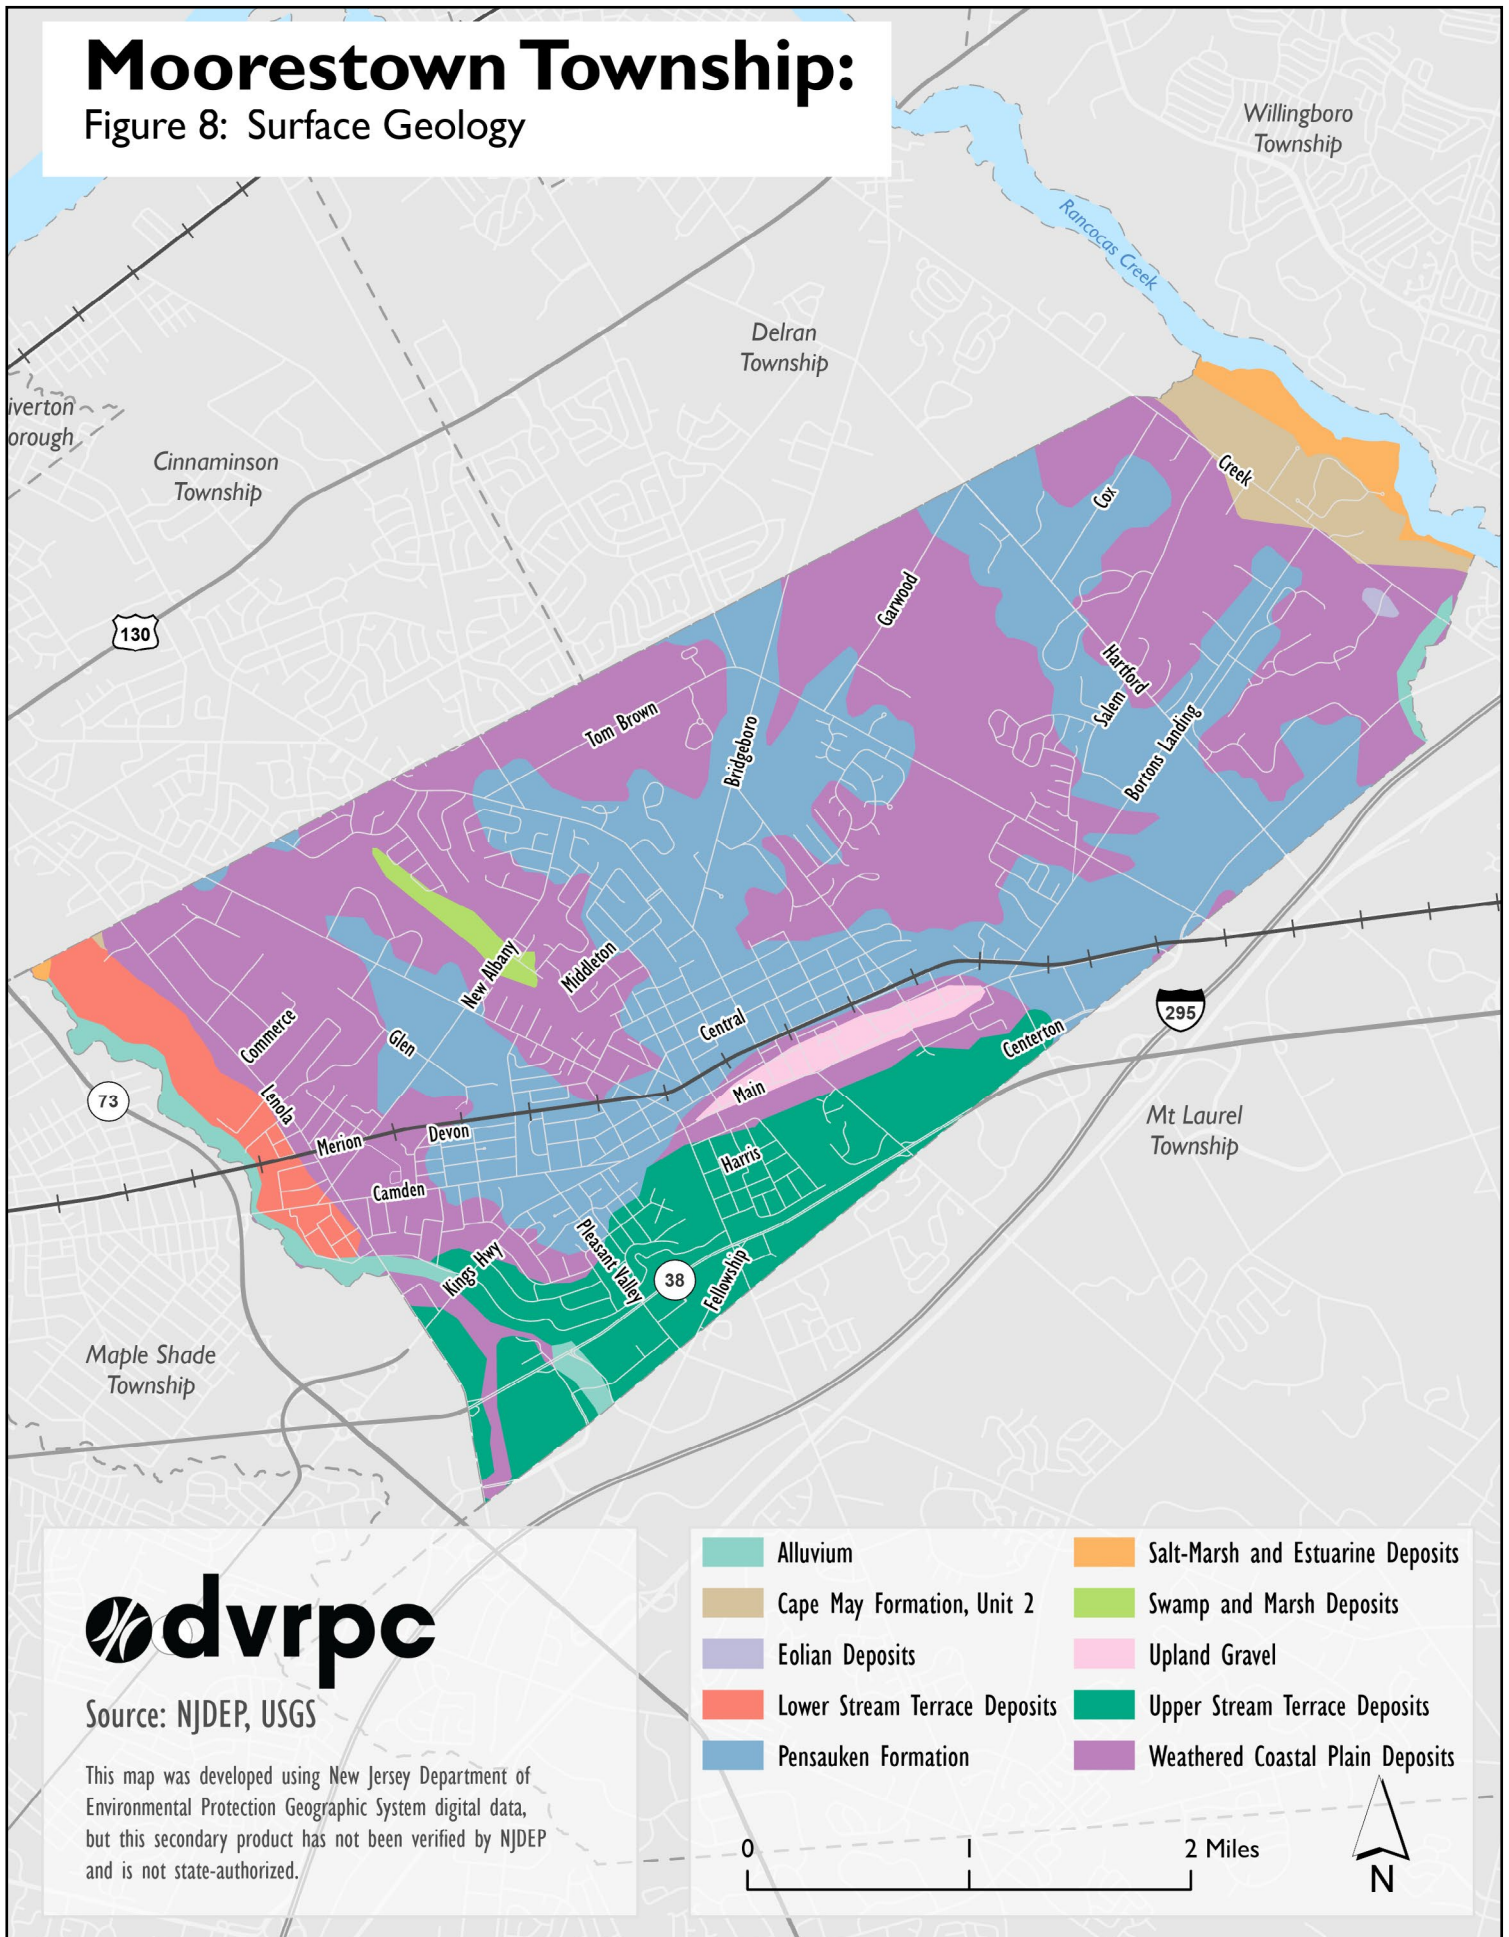 Moorestown Township:
Figure 8: Surface Geology
Willingboro
Township
Rancocas Creek
Delran
Township
iverton
orough
Cinnaminson
Township
130
Creek
Cox
Garwood
Hartford
Salem
Bortons Landing
Tom Brown
Bridgeboro
New Albany
Middleton
Commerce
Glen
Central
Centerton
295
73
Lenola
Main
Mt Laurel
Township
Merion
Devon
Harris
Camden
Pleasant Valley
Kings Hwy
38
Fellowship
Maple Shade
Township
dvrpc
Source: NJDEP, USGS
This map was developed using New Jersey Department of
Environmental Protection Geographic System digital data,
but this secondary product has not been verified by NJDEP
and is not state-authorized.
Alluvium
Cape May Formation, Unit 2
Eolian Deposits
Lower Stream Terrace Deposits
Pensauken Formation
Salt-Marsh and Estuarine Deposits
Swamp and Marsh Deposits
Upland Gravel
Upper Stream Terrace Deposits
Weathered Coastal Plain Deposits
0 1 2 Miles
N